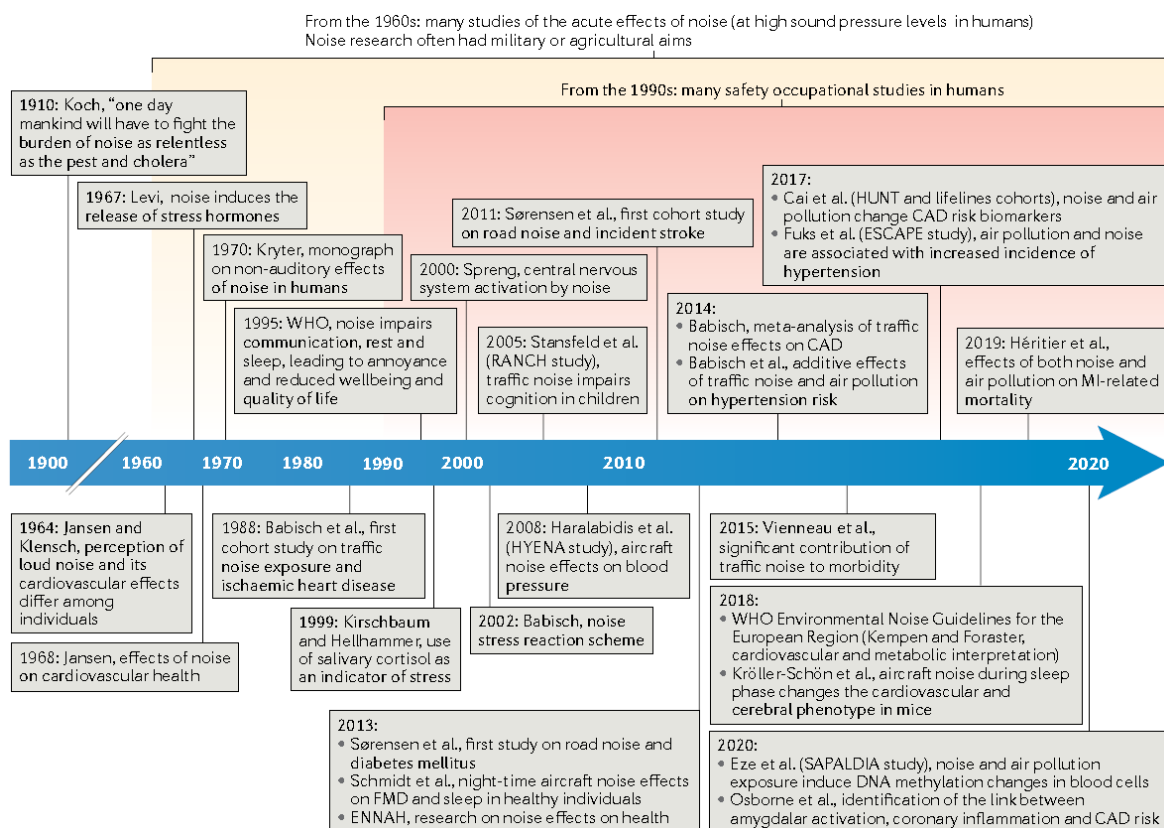 From the 1960s: many studies of the acute effects of noise (at high sound pressure levels in humans)
Noise research often had military or agricultural aims
From the 1990s: many safety occupational studies in humans
1910: Koch, “one day
mankind will have to fight the
burden of noise as relentless
as the pest and cholera”
1967: Levi, noise induces the
release of stress hormones
1970: Kryter, monograph
on non-auditory effects
of noise in humans
1995: WHO, noise impairs
communication, rest and
sleep, leading to annoyance
and reduced wellbeing and
quality of life
2011: Sørensen et al., first cohort study
on road noise and incident stroke
2000: Spreng, central nervous
system activation by noise
2005: Stansfeld et al.
(RANCH study),
traffic noise impairs
cognition in children
2017:
• Cai et al. (HUNT and lifelines cohorts), noise and air
pollution change CAD risk biomarkers
• Fuks et al. (ESCAPE study), air pollution and noise
are associated with increased incidence of
hypertension
2014:
• Babisch, meta-analysis of traffic
noise effects on CAD
• Babisch et al., additive effects
of traffic noise and air pollution
on hypertension risk
2019: Héritier et al.,
effects of both noise and
air pollution on MI-related
mortality
1900 1960 1970 1980 1990 2000 2010 2020
1964: Jansen and
Klensch, perception of
loud noise and its
cardiovascular effects
differ among
individuals
1968: Jansen, effects of noise
on cardiovascular health
1988: Babisch et al., first
cohort study on traffic
noise exposure and
ischaemic heart disease
1999: Kirschbaum
and Hellhammer, use
of salivary cortisol as
an indicator of stress
2008: Haralabidis et al.
(HYENA study), aircraft
noise effects on blood
pressure
2002: Babisch, noise
stress reaction scheme
2013:
• Sørensen et al., first study on road noise and
diabetes mellitus
• Schmidt et al., night-time aircraft noise effects
on FMD and sleep in healthy individuals
• ENNAH, research on noise effects on health
2015: Vienneau et al.,
significant contribution of
traffic noise to morbidity
2018:
• WHO Environmental Noise Guidelines for the
European Region (Kempen and Foraster,
cardiovascular and metabolic interpretation)
• Kröller-Schön et al., aircraft noise during sleep
phase changes the cardiovascular and
cerebral phenotype in mice
2020:
• Eze et al. (SAPALDIA study), noise and air pollution
exposure induce DNA methylation changes in blood cells
• Osborne et al., identification of the link between
amygdalar activation, coronary inflammation and CAD risk